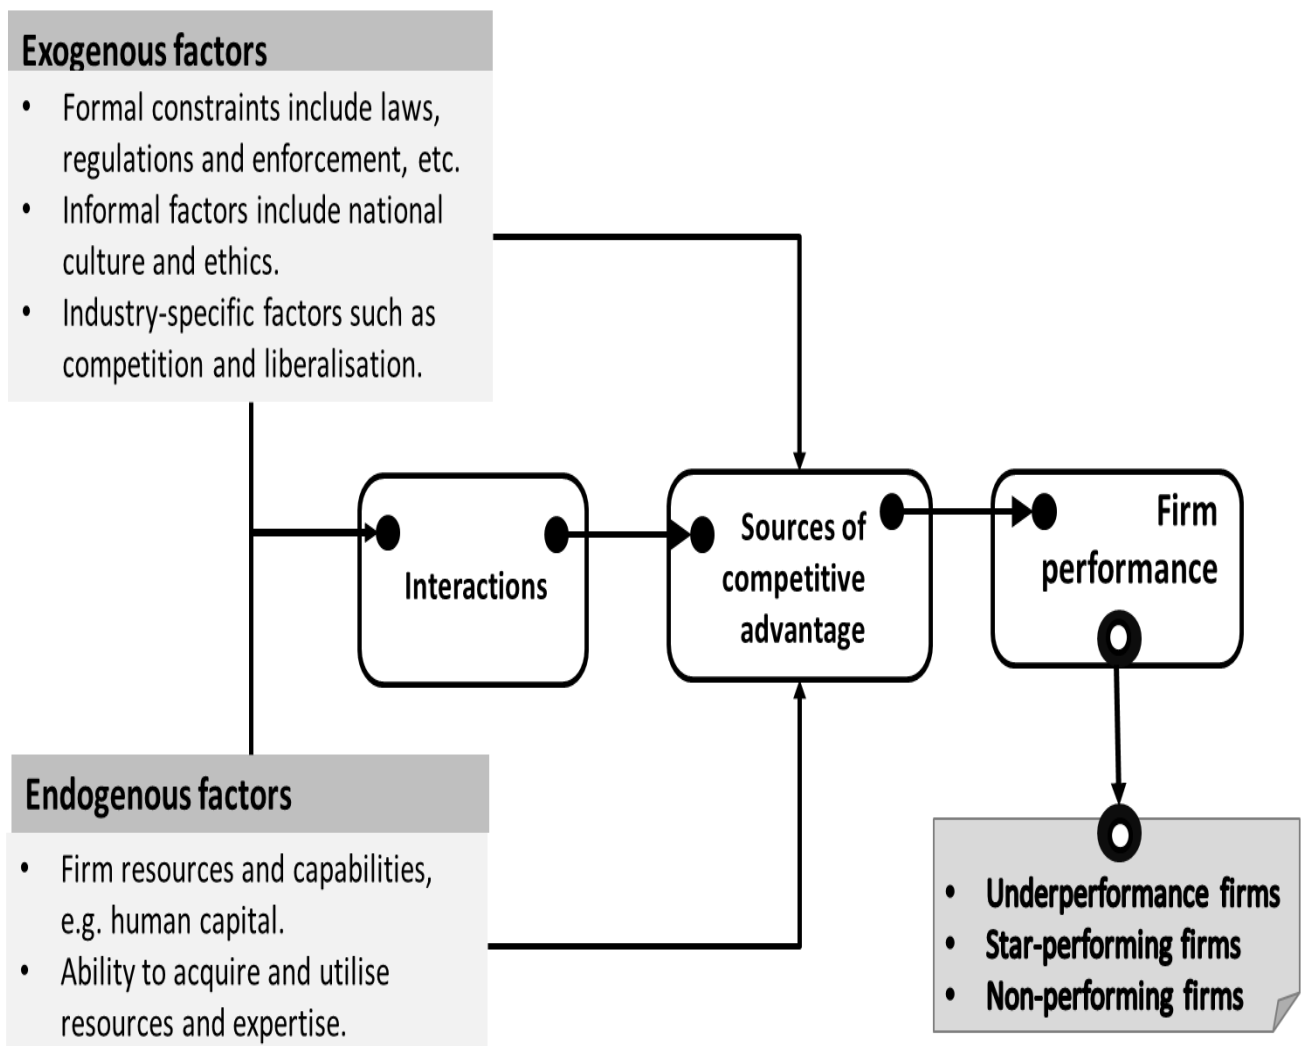 Exogenous factors
• Formal constraints include laws,
regulations and enforcement, etc.
• Informal factors include national
culture and ethics.
• Industry-specific factors such as
competition and liberalisation.
Interactions
Sources of
competitive
advantage
Firm
performance
Endogenous factors
• Firm resources and capabilities,
e.g. human capital.
• Ability to acquire and utilise
resources and expertise.
• Underperformance firms
• Star-performing firms
• Non-performing firms